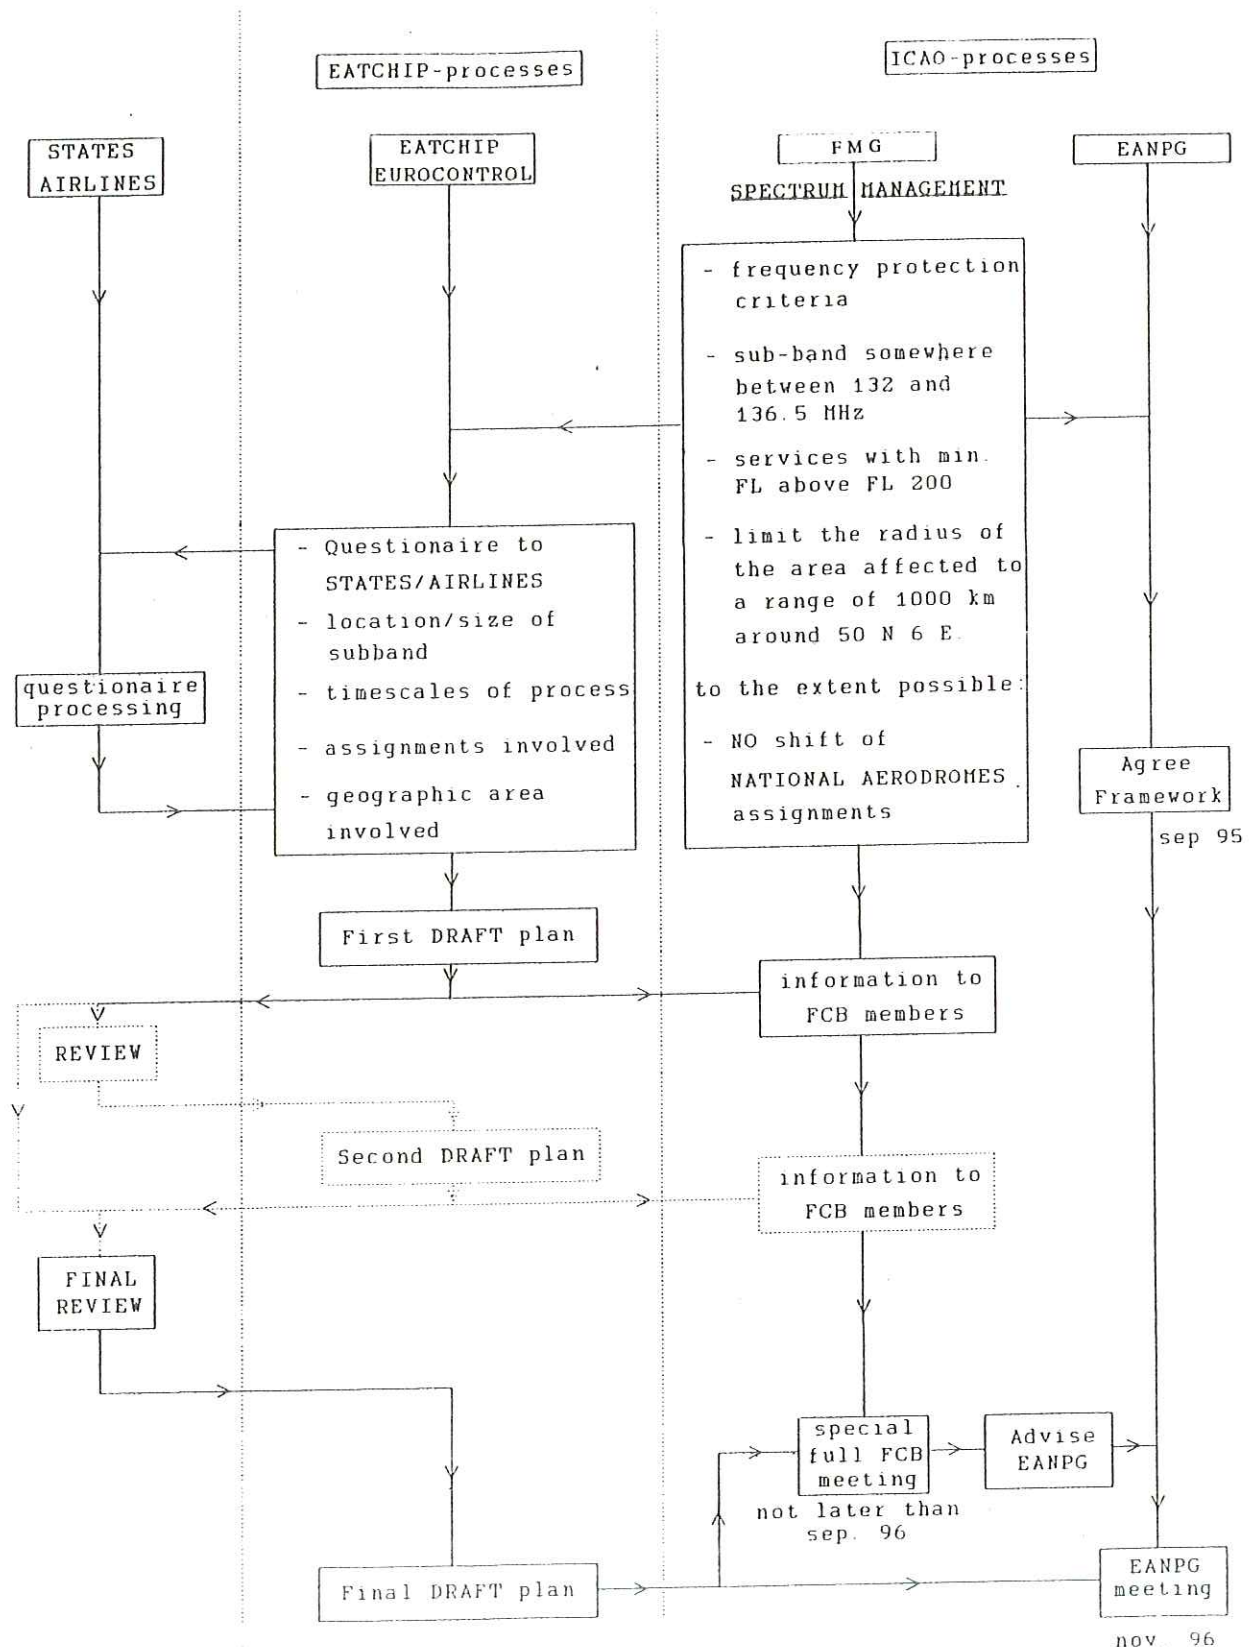 EATCHIP-processes
ICAO-processes
STATES
AIRLINES
EATCHIP
EUROCONTROL
FMG
EANPG
SPECTRUM MANAGEMENT
- frequency protection
criteria
- sub-band somewhere
between 132 and
136.5 MHz
- services with min.
FL above FL 200
- limit the radius of
the area affected to
a range of 1000 km
around 50 N 6 E.
to the extent possible:
- NO shift of
NATIONAL AERODROMES
assignments
- Questionaire to
STATES/AIRLINES
- location/size of
subband
- timescales of process
- assignments involved
- geographic area
involved
questionaire
processing
Agree
Framework
sep 95
First DRAFT plan
information to
FCB members
REVIEW
Second DRAFT plan
information to
FCB members
FINAL
REVIEW
special
full FCB
meeting
not later than
sep. 96
Advise
EANPG
Final DRAFT plan
EANPG
meeting
nov. 96